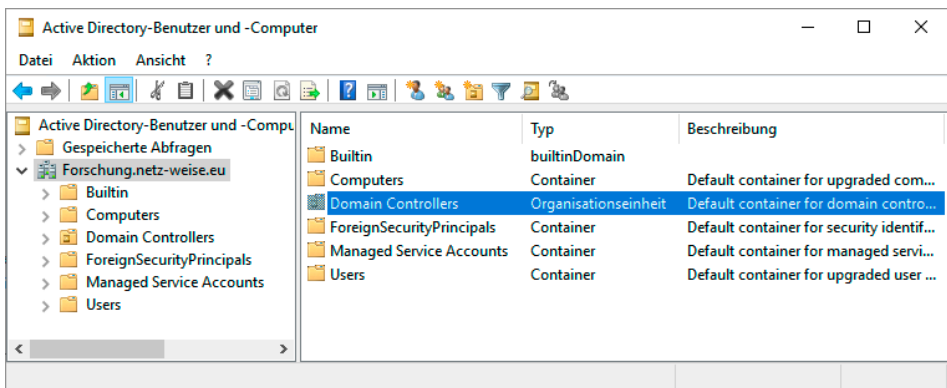 Active Directory-Benutzer und -Computer
Datei Aktion Ansicht ?
Active Directory-Benutzer und -Compu
Gespeicherte Abfragen
Forschung.netz-weise.eu
Builtin
Computers
Domain Controllers
ForeignSecurityPrincipals
Managed Service Accounts
Users
Name Typ Beschreibung
Builtin builtinDomain
Computers Container Default container for upgraded com...
Domain Controllers Organisationseinheit Default container for domain contro...
ForeignSecurityPrincipals Container Default container for security identif...
Managed Service Accounts Container Default container for managed servi...
Users Container Default container for upgraded user ...